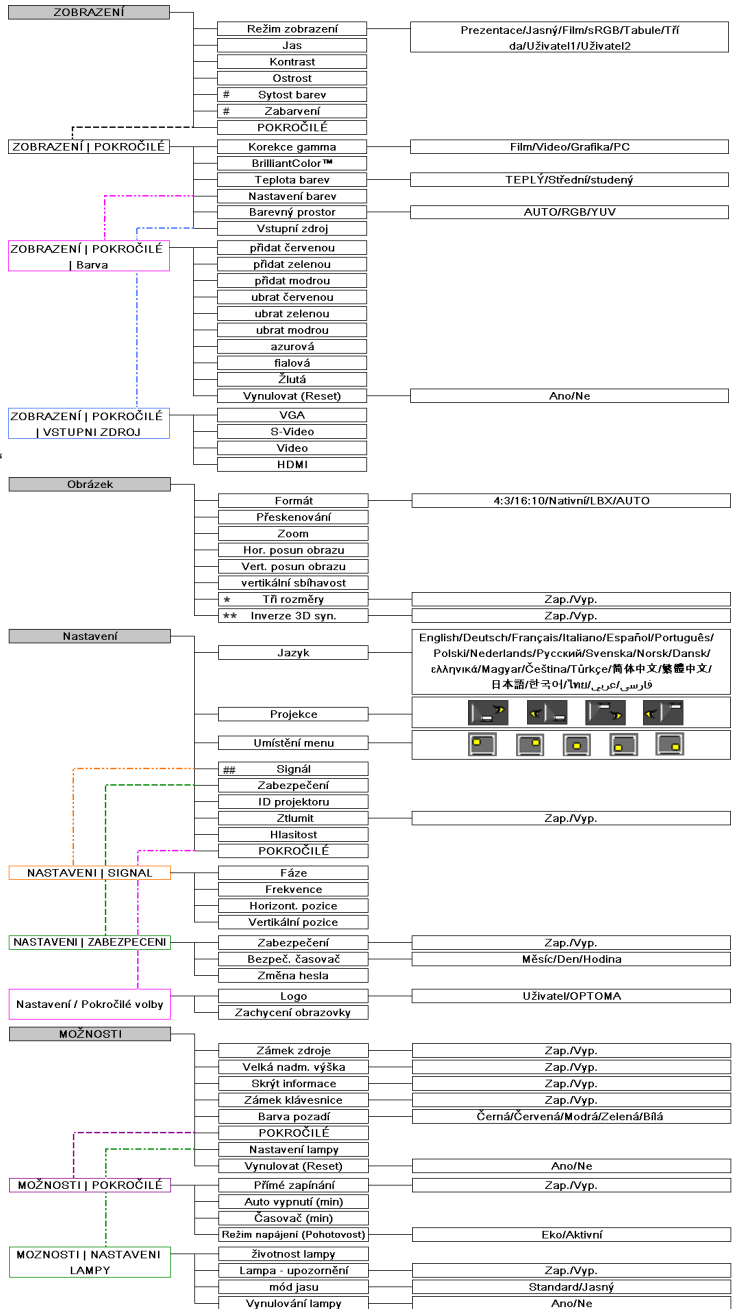 ZOBRAZENÍ
Režim zobrazení
Prezentace/Jasný/Film/sRGB/Tabule/Tří
da/Uživatel1/Uživatel2
Jas
Kontrast
Ostrost
# Sytost barev
# Zabarvení
POKROČILÉ
ZOBRAZENÍ | POKROČILÉ
Korekce gamma
Film/Video/Grafika/PC
BrilliantColor™
Teplota barev
TEPLÝ/Střední/studený
Nastavení barev
Barevný prostor
AUTO/RGB/YUV
Vstupní zdroj
ZOBRAZENÍ | POKROČILÉ
| Barva
přidat červenou
přidat zelenou
přidat modrou
ubrat červenou
ubrat zelenou
ubrat modrou
azurová
fialová
Žlutá
Vynulovat (Reset)
Ano/Ne
ZOBRAZENÍ | POKROČILÉ
| VSTUPNI ZDROJ
VGA
S-Video
Video
HDMI
Obrázek
Formát
4:3/16:10/Nativní/LBX/AUTO
Přeskenování
Zoom
Hor. posun obrazu
Vert. posun obrazu
vertikální sbíhavost
* Tři rozměry
Zap./Vyp.
** Inverze 3D syn.
Zap./Vyp.
Nastavení
Jazyk
English/Deutsch/Français/Italiano/Español/Português/
Polski/Nederlands/Русский/Svenska/Norsk/Dansk/
ελληνικά/Magyar/Čeština/Türkçe/简体中文/繁體中文/
日本語/한국어/ไทย/عربي/فارسی
Projekce
Umístění menu
## Signál
Zabezpečení
ID projektoru
Ztlumit
Zap./Vyp.
Hlasitost
POKROČILÉ
NASTAVENI | SIGNAL
Fáze
Frekvence
Horizont. pozice
Vertikální pozice
NASTAVENI | ZABEZPECENI
Zabezpečení
Zap./Vyp.
Bezpeč. časovač
Měsíc/Den/Hodina
Změna hesla
Nastavení / Pokročilé volby
Logo
Uživatel/OPTOMA
Zachycení obrazovky
MOŽNOSTI
Zámek zdroje
Zap./Vyp.
Velká nadm. výška
Zap./Vyp.
Skrýt informace
Zap./Vyp.
Zámek klávesnice
Zap./Vyp.
Barva pozadí
Černá/Červená/Modrá/Zelená/Bílá
POKROČILÉ
Nastavení lampy
Vynulovat (Reset)
Ano/Ne
MOŽNOSTI | POKROČILÉ
Přímé zapínání
Zap./Vyp.
Auto vypnutí (min)
Časovač (min)
Režim napájení (Pohotovost)
Eko/Aktivní
MOZNOSTI | NASTAVENI
LAMPY
životnost lampy
Lampa - upozornění
Zap./Vyp.
mód jasu
Standard/Jasný
Vynulování lampy
Ano/Ne